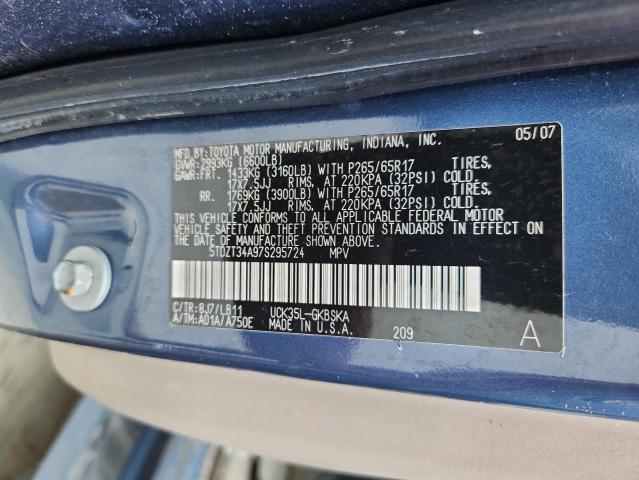 MFD.BY:TOYOTA MOTOR MANUFACTURING, INDIANA, INC. 05/07
GVWR:2993KG (6600LB)
GAWR:FRT. 1433KG (3160LB) WITH P265/65R17 TIRES,
17X7.5JJ RIMS, AT 220KPA (32PSI) COLD.
RR. 1769KG (3900LB) WITH P265/65R17 TIRES,
17X7.5JJ RIMS, AT 220KPA (32PSI) COLD.
THIS VEHICLE CONFORMS TO ALL APPLICABLE FEDERAL MOTOR
VEHICLE SAFETY AND THEFT PREVENTION STANDARDS IN EFFECT ON
THE DATE OF MANUFACTURE SHOWN ABOVE.
5TDZT34A97S295724 MPV
C/TR:8J7/LB11 UCK35L-GKBSKA
A/TM:A01A/A750E MADE IN U.S.A. 209 A